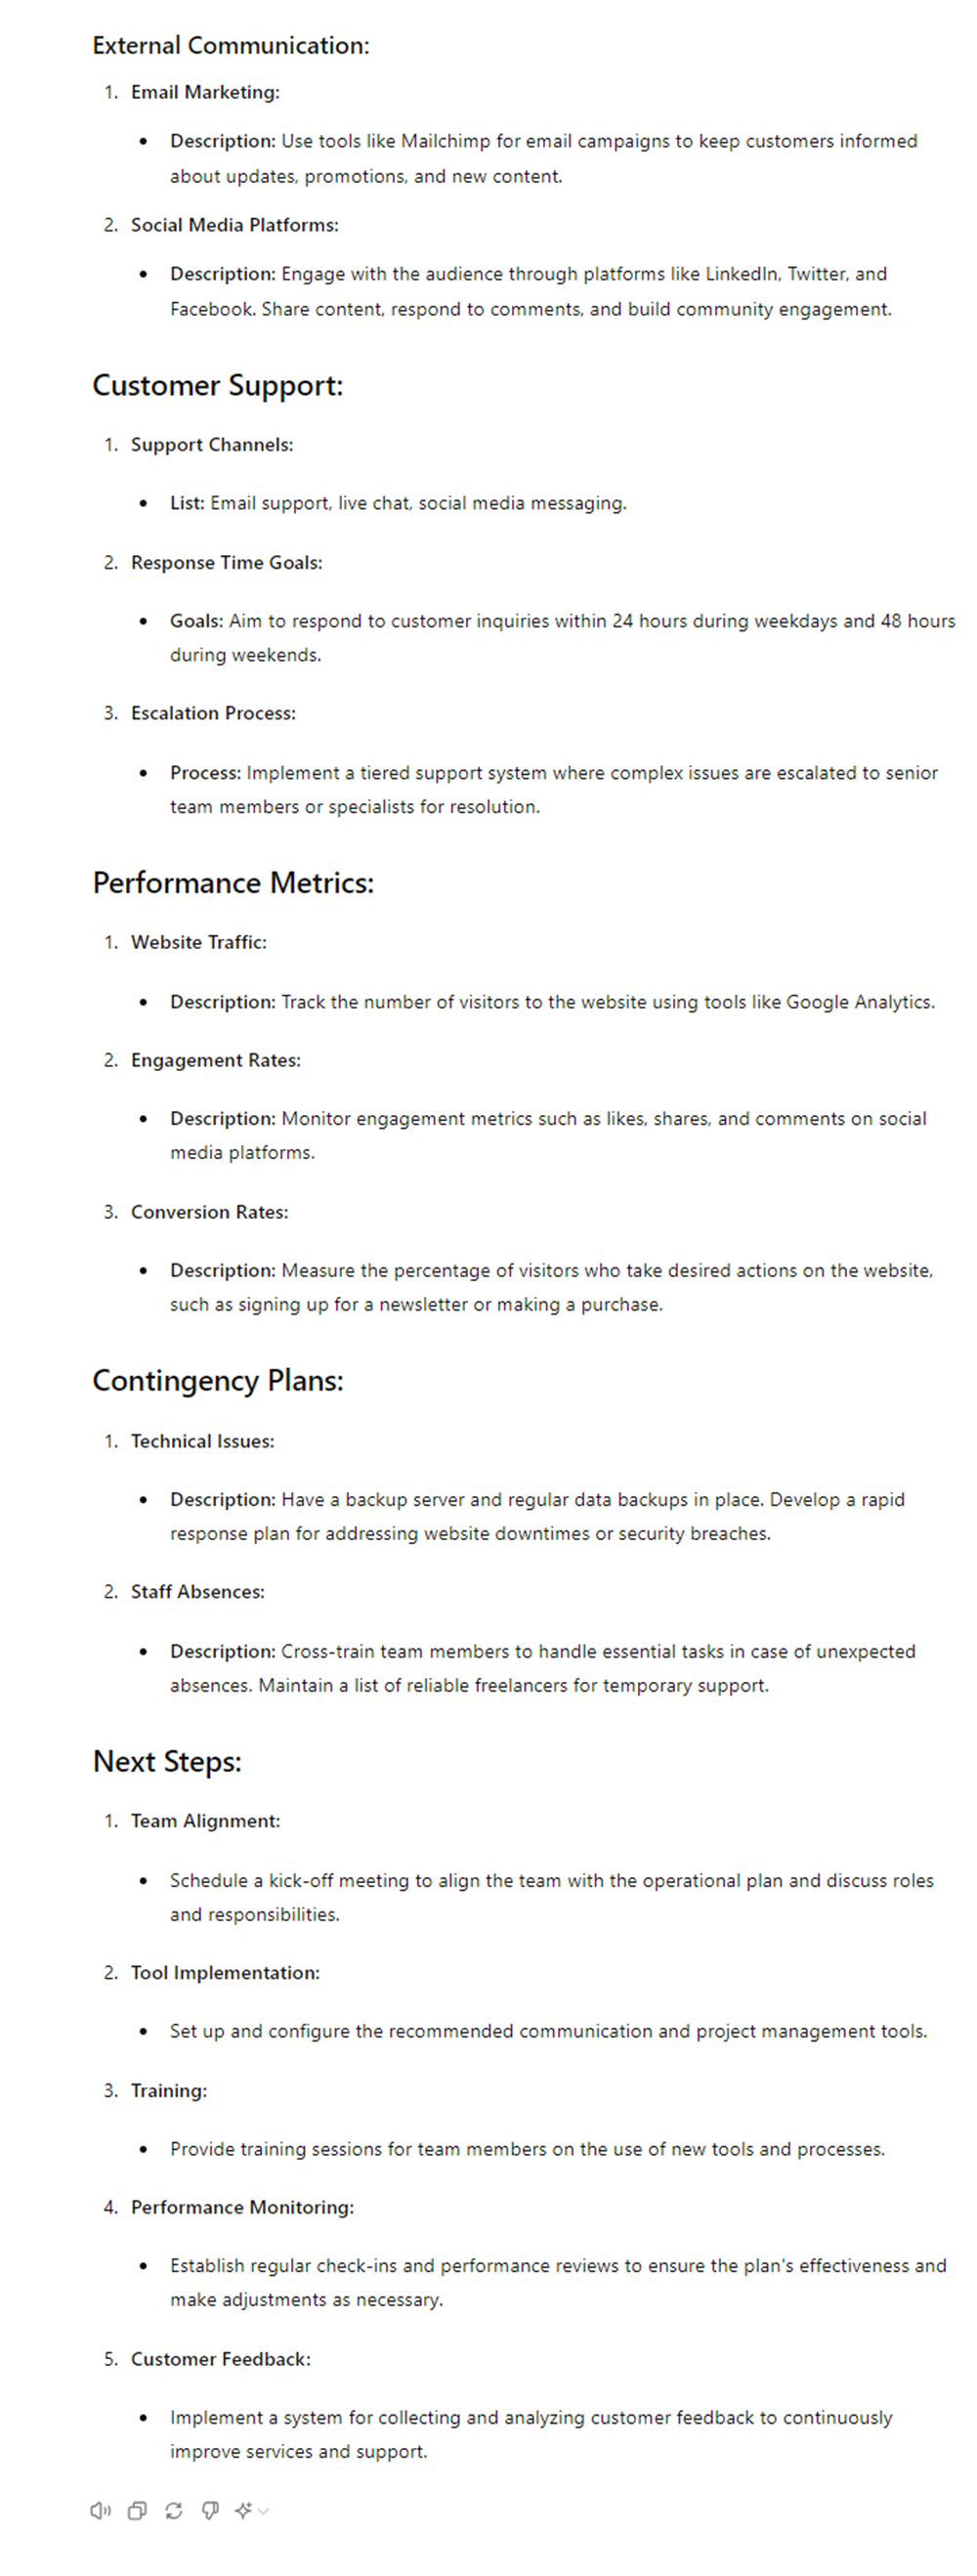 External Communication:
1. Email Marketing:
• Description: Use tools like Mailchimp for email campaigns to keep customers informed
about updates, promotions, and new content.
2. Social Media Platforms:
• Description: Engage with the audience through platforms like LinkedIn, Twitter, and
Facebook. Share content, respond to comments, and build community engagement.
Customer Support:
1. Support Channels:
• List: Email support, live chat, social media messaging.
2. Response Time Goals:
• Goals: Aim to respond to customer inquiries within 24 hours during weekdays and 48 hours
during weekends.
3. Escalation Process:
• Process: Implement a tiered support system where complex issues are escalated to senior
team members or specialists for resolution.
Performance Metrics:
1. Website Traffic:
• Description: Track the number of visitors to the website using tools like Google Analytics.
2. Engagement Rates:
• Description: Monitor engagement metrics such as likes, shares, and comments on social
media platforms.
3. Conversion Rates:
• Description: Measure the percentage of visitors who take desired actions on the website,
such as signing up for a newsletter or making a purchase.
Contingency Plans:
1. Technical Issues:
• Description: Have a backup server and regular data backups in place. Develop a rapid
response plan for addressing website downtimes or security breaches.
2. Staff Absences:
• Description: Cross-train team members to handle essential tasks in case of unexpected
absences. Maintain a list of reliable freelancers for temporary support.
Next Steps:
1. Team Alignment:
• Schedule a kick-off meeting to align the team with the operational plan and discuss roles
and responsibilities.
2. Tool Implementation:
• Set up and configure the recommended communication and project management tools.
3. Training:
• Provide training sessions for team members on the use of new tools and processes.
4. Performance Monitoring:
• Establish regular check-ins and performance reviews to ensure the plan's effectiveness and
make adjustments as necessary.
5. Customer Feedback:
• Implement a system for collecting and analyzing customer feedback to continuously
improve services and support.